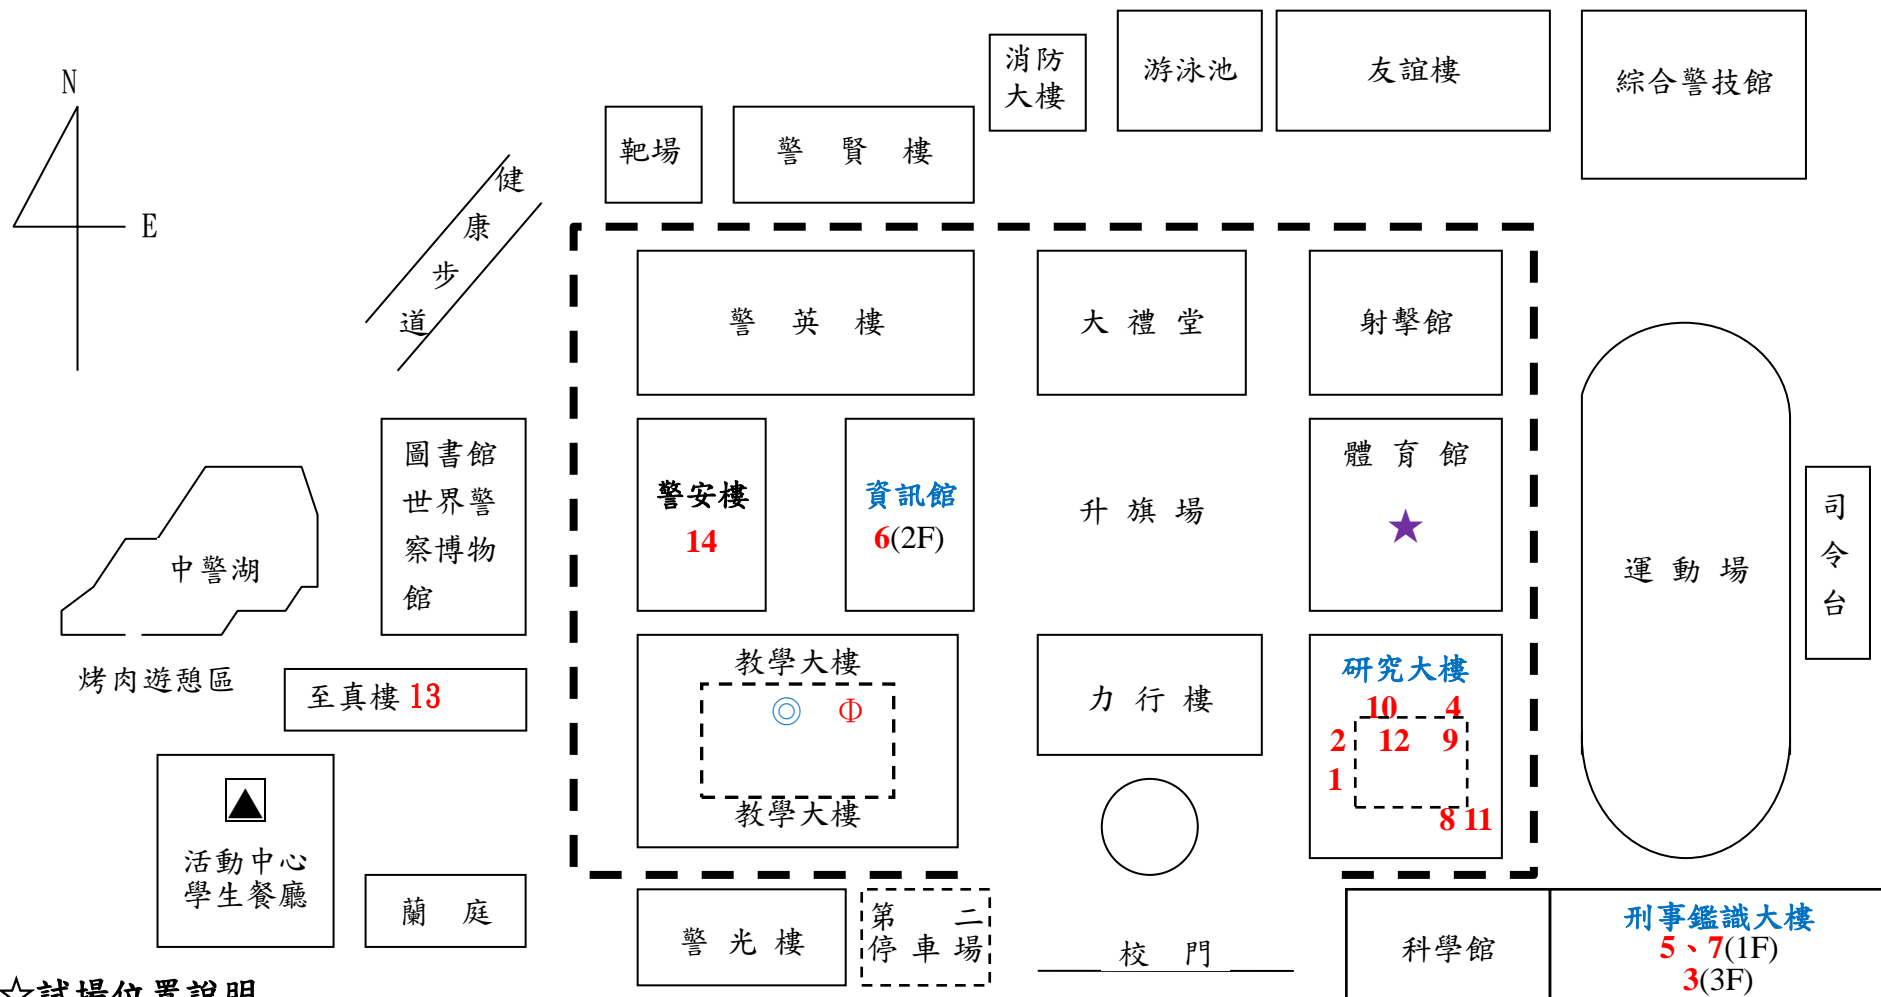 N
E
消防
大樓
游泳池
友誼樓
綜合警技館
靶場
警賢樓
健康步道
警英樓
大禮堂
射擊館
圖書館
世界警
察博物
館
警安樓
14
資訊館
6(2F)
升旗場
體育館
★
運動場
司令台
中警湖
烤肉遊憩區
至真樓 13
教學大樓
◎ Φ
教學大樓
力行樓
研究大樓
10 4
2 12 9
1
8 11
▲
活動中心
學生餐廳
蘭庭
警光樓
第二
停車場
校門
科學館
刑事鑑識大樓
5、7(1F)
3(3F)
☆試場位置說明